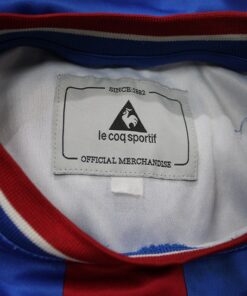 SINCE 1882
le coq sportif
OFFICIAL MERCHANDISE